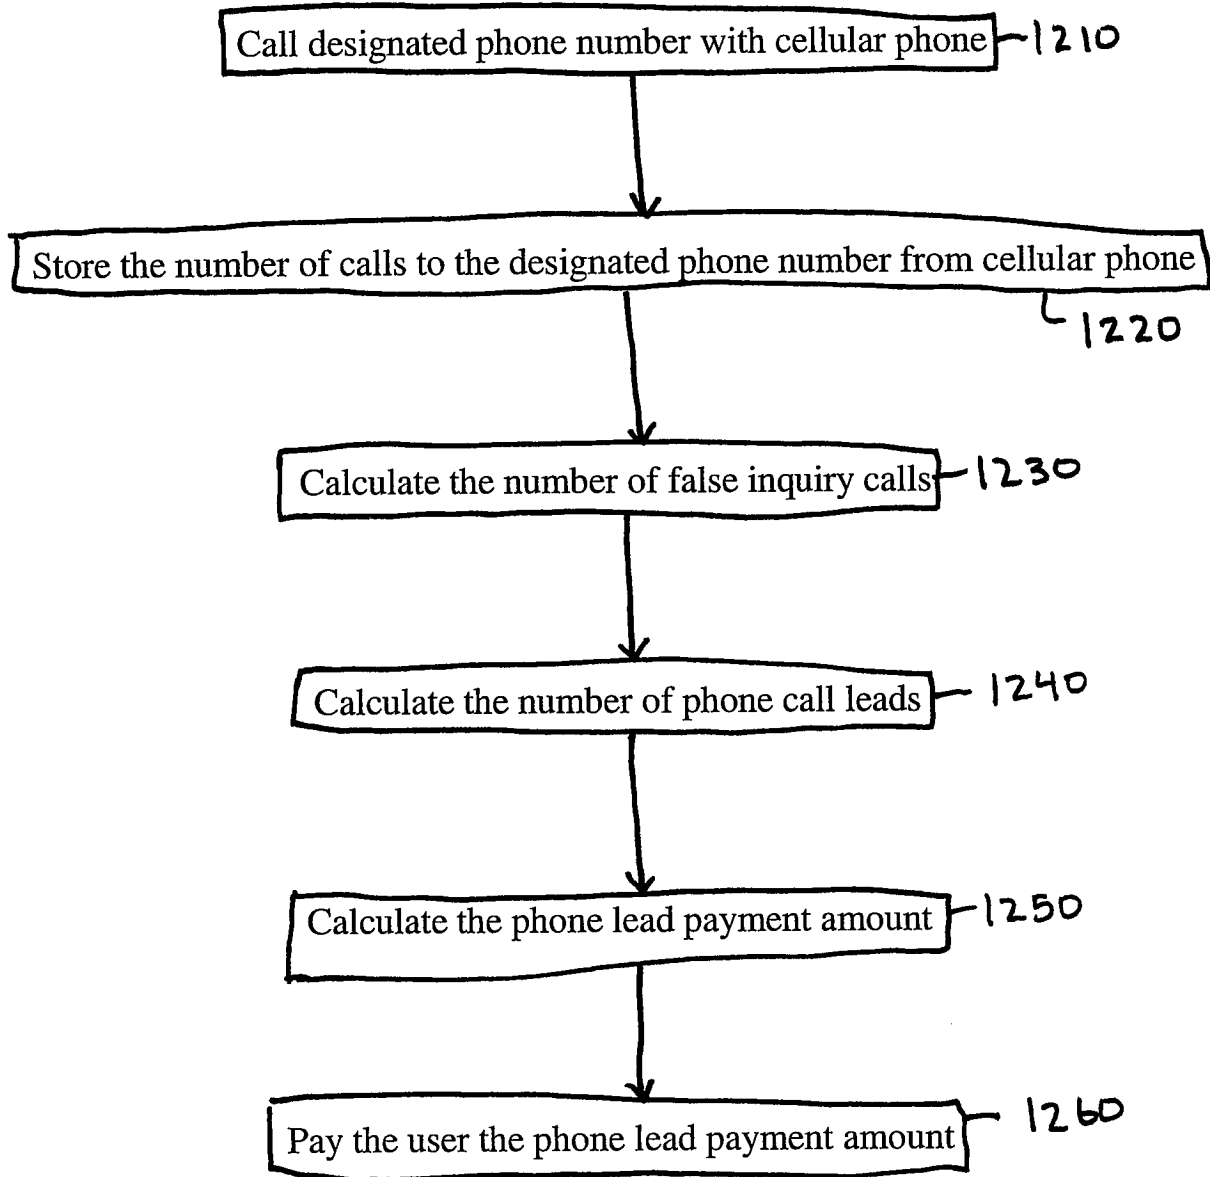 Call designated phone number with cellular phone 1210
Store the number of calls to the designated phone number from cellular phone
1220
Calculate the number of false inquiry calls 1230
Calculate the number of phone call leads 1240
Calculate the phone lead payment amount 1250
Pay the user the phone lead payment amount 1260